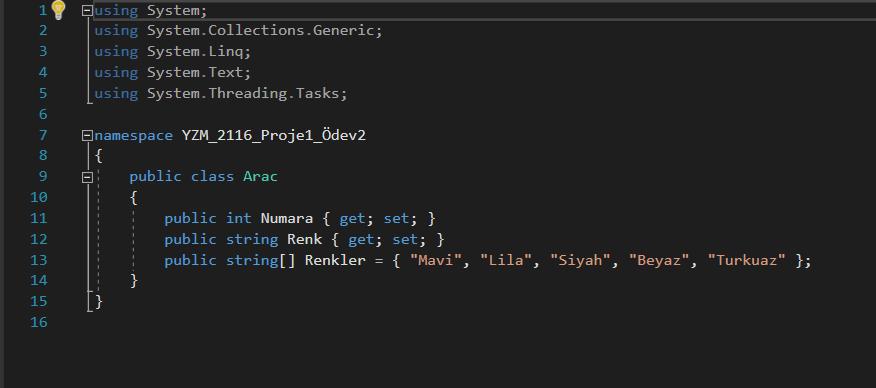 1 using System;
2 using System.Collections.Generic;
3 using System.Linq;
4 using System.Text;
5 using System.Threading.Tasks;
6
7 namespace YZM_2116_Proje1_Ödev2
8 {
9 public class Arac
10 {
11 public int Numara { get; set; }
12 public string Renk { get; set; }
13 public string[] Renkler = { "Mavi", "Lila", "Siyah", "Beyaz", "Turkuaz" };
14 }
15 }
16